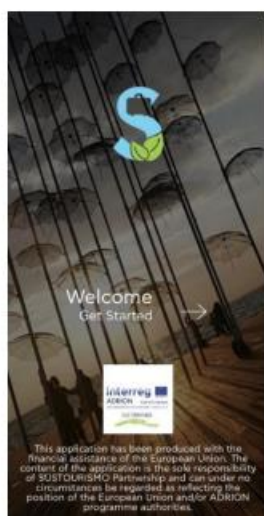 S
Welcome
Get Started
Interreg
ADRION
This application has been produced with the
financial assistance of the European Union. The
content of the application is the sole responsibility
of SUSTOURISMO Partnwrship and can under no
circumstances be regarded as reflecting the
position of the European Union and/or ADRION
programme authorities.